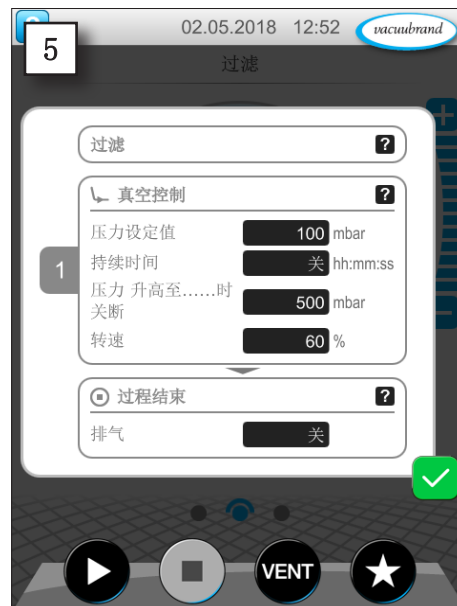 5
02.05.2018 12:52 vacuubrand
过滤
过滤 ?
真空控制 ?
压力设定值 100 mbar
1
持续时间 关 hh:mm:ss
压力 升高至……时
关断 500 mbar
转速 60 %
过程结束 ?
排气 关
VENT